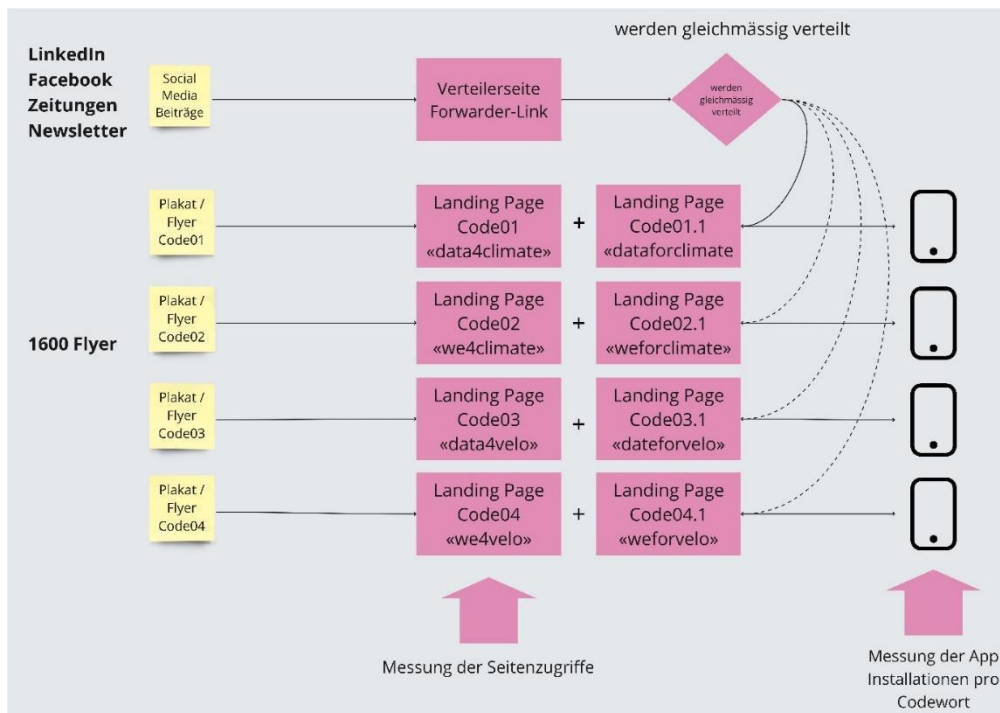 werden gleichmässig verteilt
LinkedIn
Facebook
Zeitungen
Newsletter
Social
Media
Beiträge
Verteilerseite
Forwarder-Link
werden
gleichmässig
verteilt
Plakat /
Flyer
Code01
Landing Page
Code01
«data4climate»
+
Landing Page
Code01.1
«dataforclimate
1600 Flyer
Plakat /
Flyer
Code02
Landing Page
Code02
«we4climate»
+
Landing Page
Code02.1
«weforclimate»
Plakat /
Flyer
Code03
Landing Page
Code03
«data4velo»
+
Landing Page
Code03.1
«dateforvelo»
Plakat /
Flyer
Code04
Landing Page
Code04
«we4velo»
+
Landing Page
Code04.1
«weforvelo»
Messung der Seitenzugriffe
Messung der App
Installationen pro
Codewort